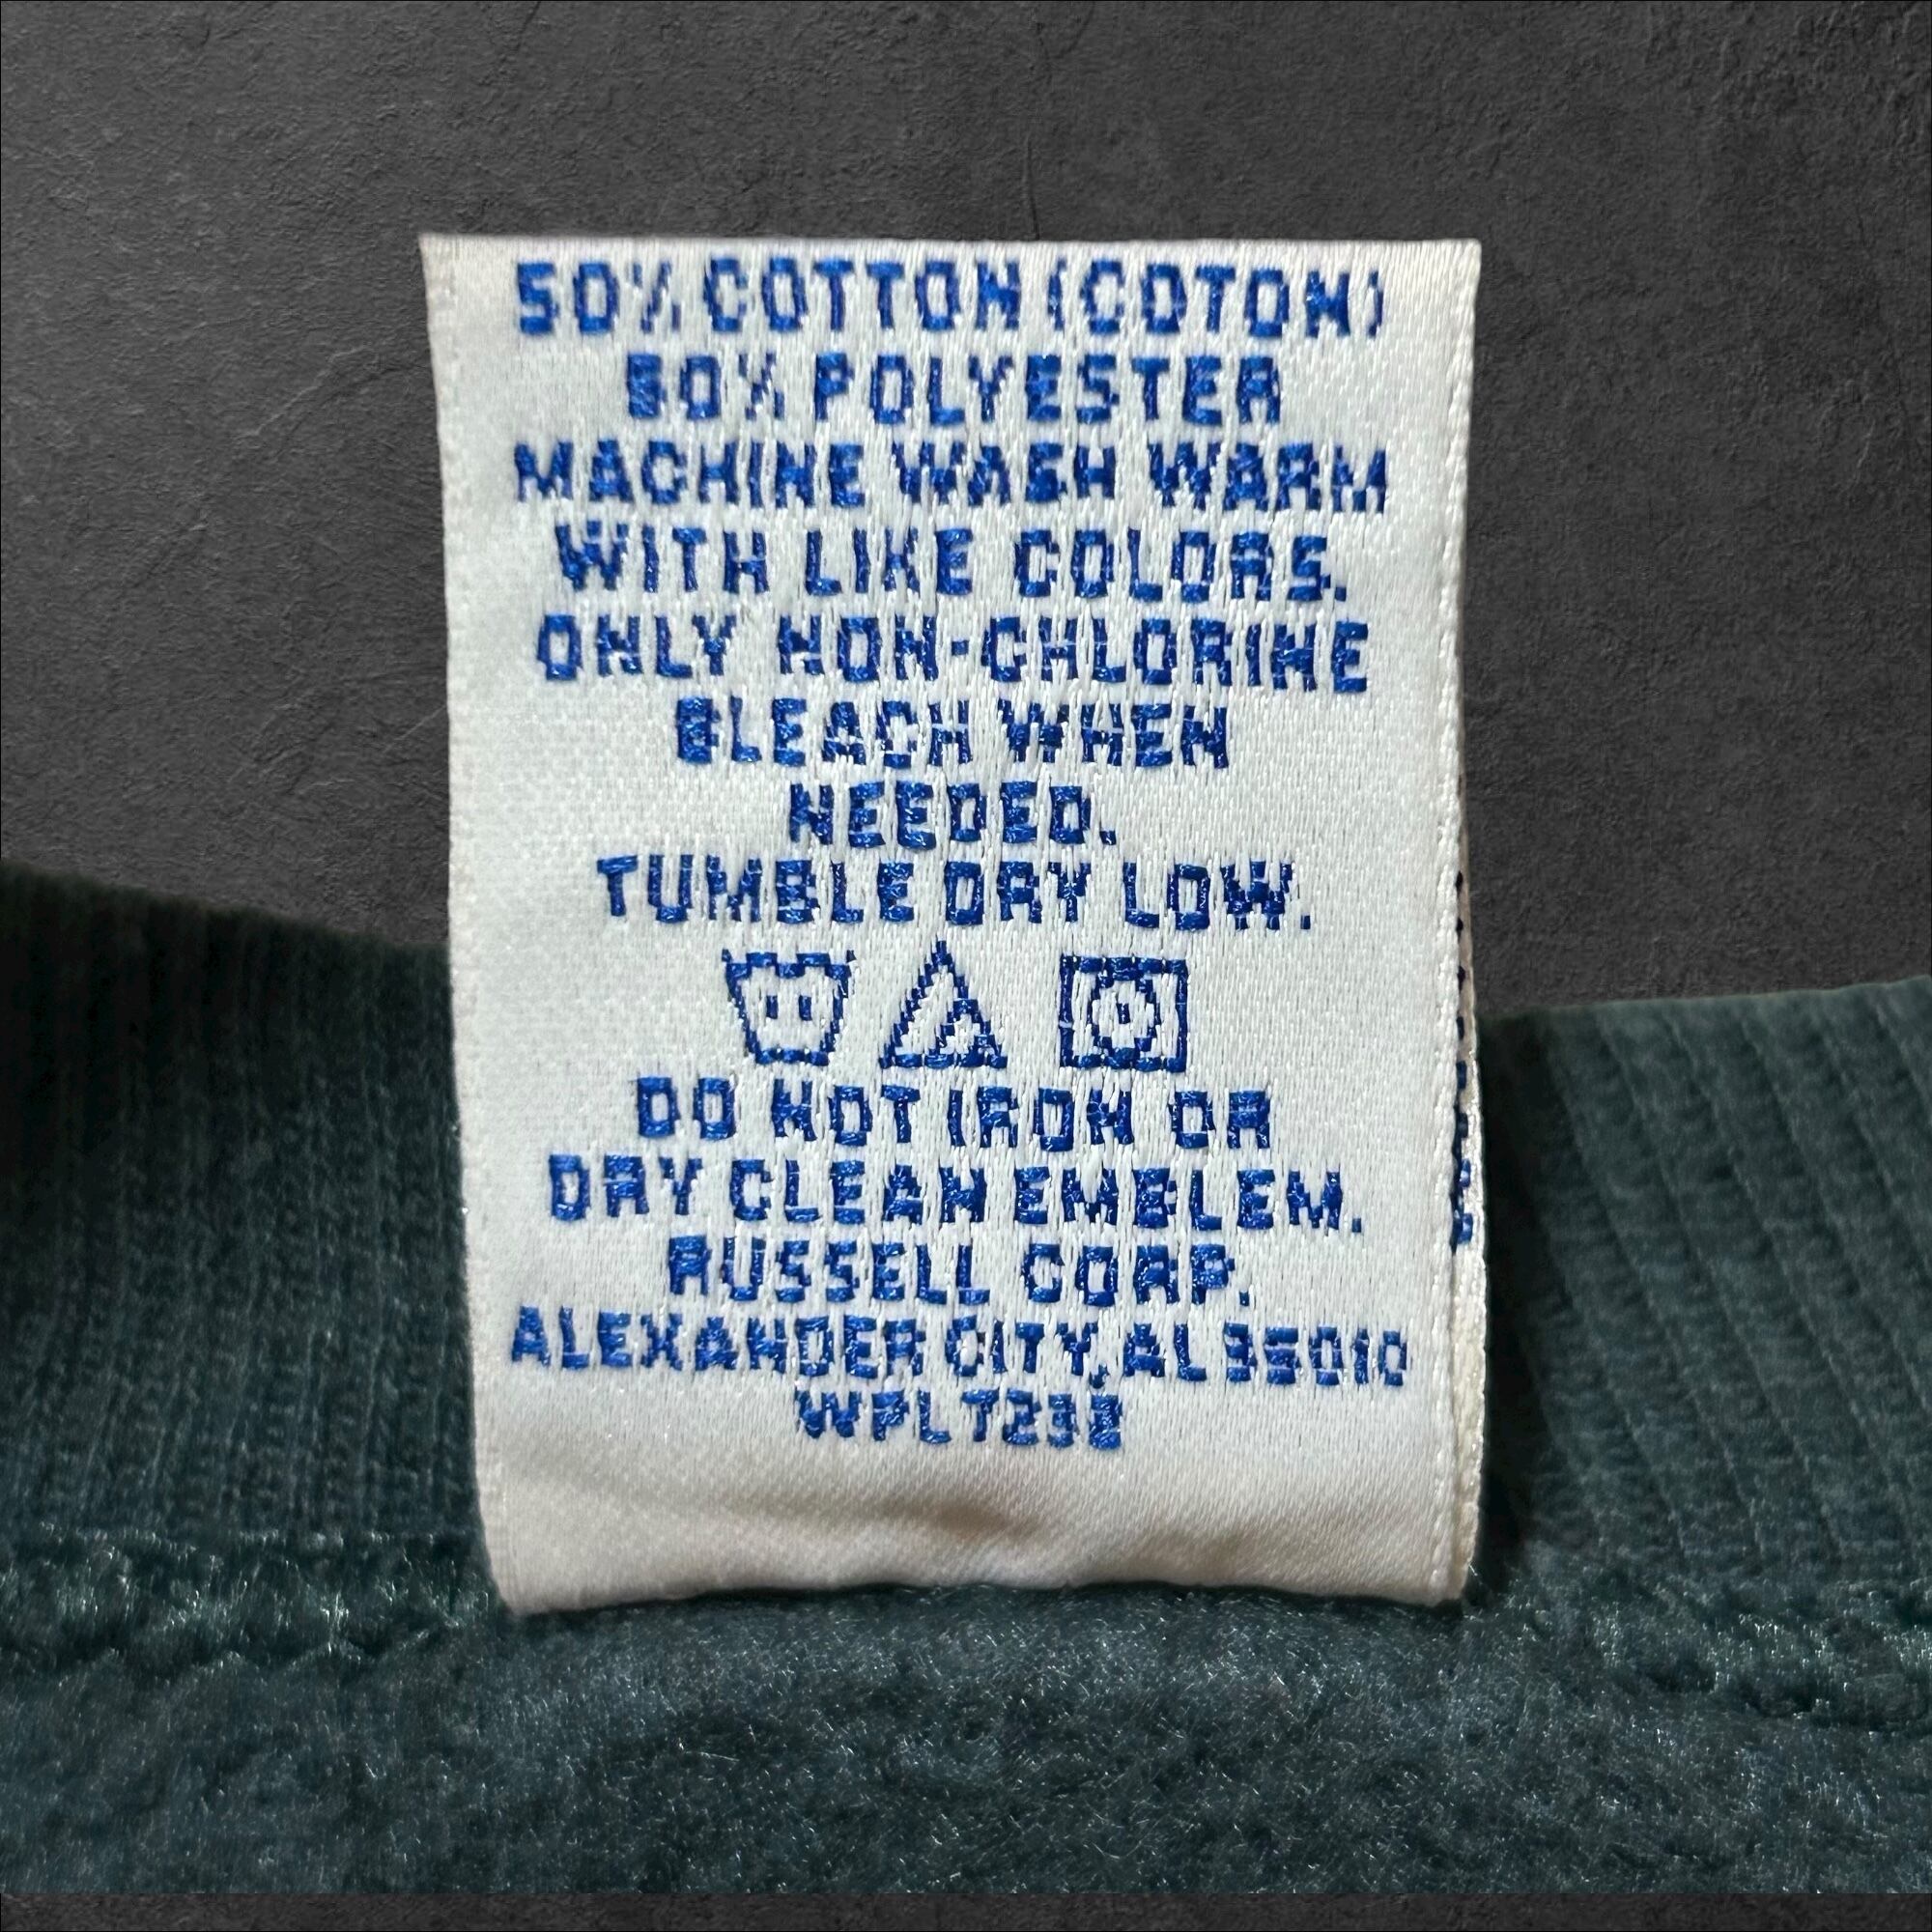 50% COTTON (COTON)
50% POLYESTER
MACHINE WASH WARM
WITH LIKE COLORS.
ONLY NON-CHLORINE
BLEACH WHEN
NEEDED.
TUMBLE DRY LOW.
DO NOT IRON OR
DRY CLEAN EMBLEM.
RUSSELL CORP.
ALEXANDER CITY, AL 35010
WPL 7232